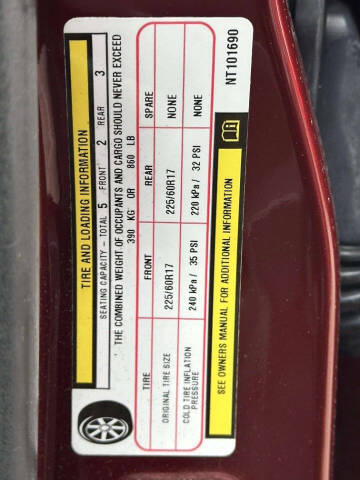 TIRE AND LOADING INFORMATION
SEATING CAPACITY - TOTAL 5 FRONT 2 REAR 3
THE COMBINED WEIGHT OF OCCUPANTS AND CARGO SHOULD NEVER EXCEED
390 KG OR 860 LB
TIRE FRONT REAR SPARE
ORIGINAL TIRE SIZE 225/60R17 225/60R17 NONE
COLD TIRE INFLATION
PRESSURE 240 kPa / 35 PSI 220 kPa / 32 PSI NONE
SEE OWNERS MANUAL FOR ADDITIONAL INFORMATION
NT101690